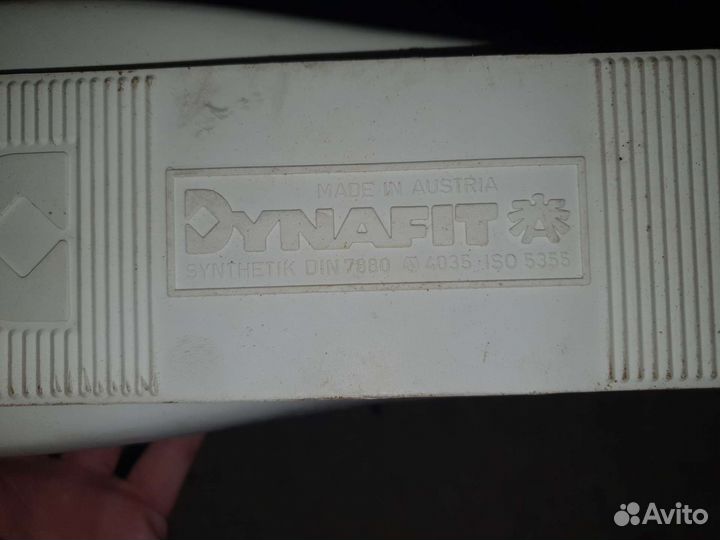 MADE IN AUSTRIA
DYNAFIT A
SYNTHETIK DIN 7880 4035 ISO 5355
Avito